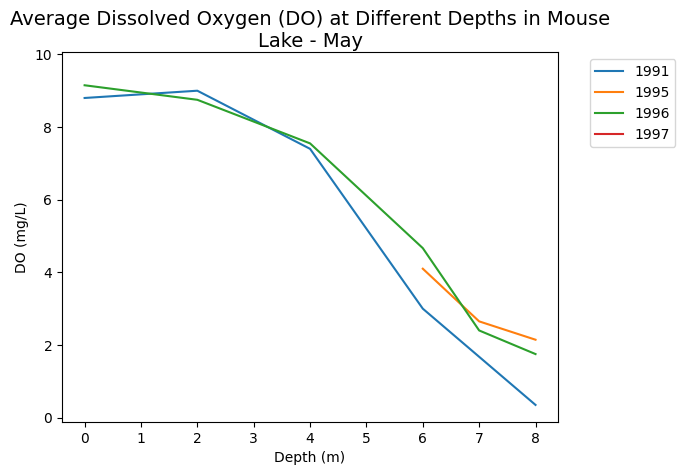 Average Dissolved Oxygen (DO) at Different Depths in Mouse
Lake - May
10
8
6
4
2
0
DO (mg/L)
0 1 2 3 4 5 6 7 8
Depth (m)
1991
1995
1996
1997